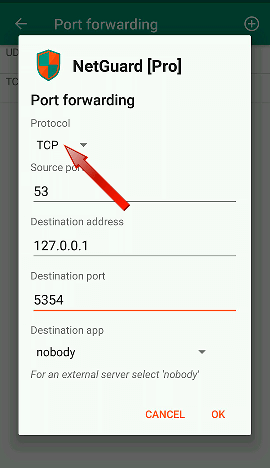 Port forwarding
UD
TC
NetGuard [Pro]
Port forwarding
Protocol
TCP
Source po
53
Destination address
127.0.0.1
Destination port
5354
Destination app
nobody
For an external server select 'nobody'
CANCEL OK